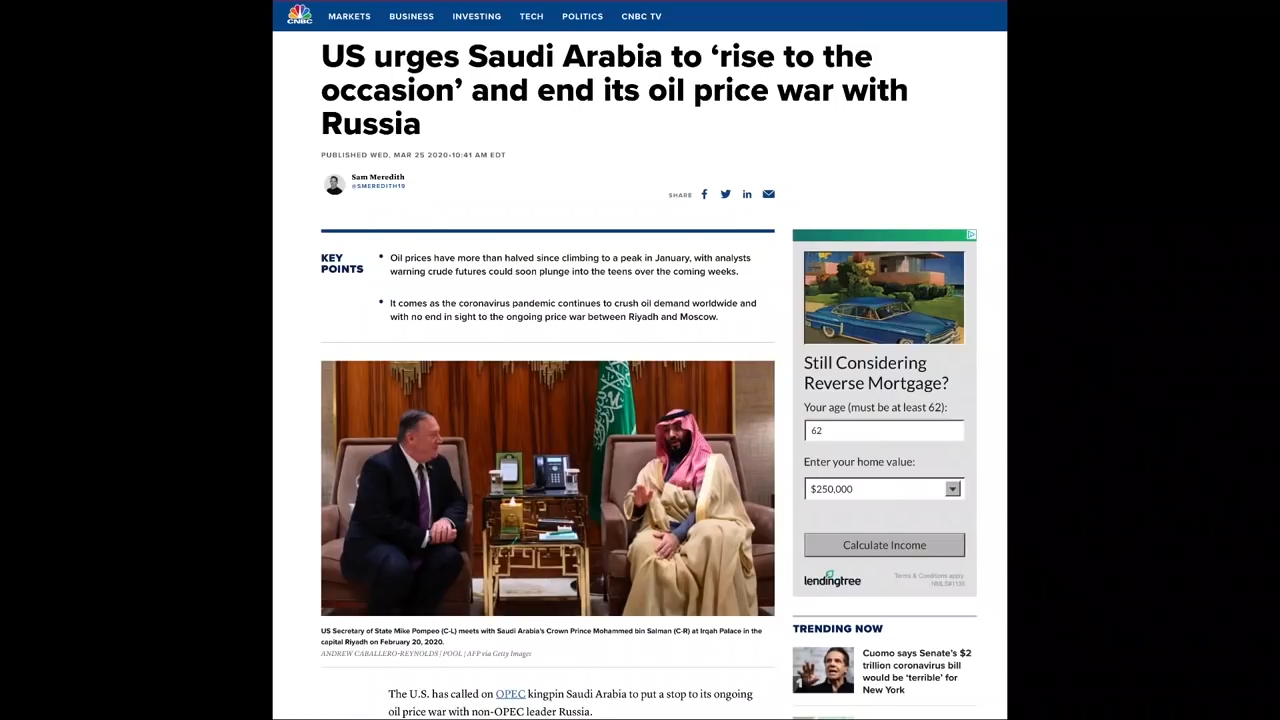 CNBC
MARKETS BUSINESS INVESTING TECH POLITICS CNBC TV
US urges Saudi Arabia to ‘rise to the
occasion’ and end its oil price war with
Russia
PUBLISHED WED, MAR 25 2020•10:41 AM EDT
Sam Meredith
@SMEREDITH19
SHARE
KEY
POINTS
• Oil prices have more than halved since climbing to a peak in January, with analysts
warning crude futures could soon plunge into the teens over the coming weeks.
• It comes as the coronavirus pandemic continues to crush oil demand worldwide and
with no end in sight to the ongoing price war between Riyadh and Moscow.
US Secretary of State Mike Pompeo (C-L) meets with Saudi Arabia's Crown Prince Mohammed bin Salman (C-R) at Irqah Palace in the
capital Riyadh on February 20, 2020.
ANDREW CABALLERO-REYNOLDS | POOL | AFP via Getty Images
The U.S. has called on OPEC kingpin Saudi Arabia to put a stop to its ongoing
oil price war with non-OPEC leader Russia.
Still Considering
Reverse Mortgage?
Your age (must be at least 62):
62
Enter your home value:
$250,000
Calculate Income
lendingtree
Terms & Conditions apply
NMLS#1136
TRENDING NOW
Cuomo says Senate's $2
trillion coronavirus bill
would be ‘terrible’ for
New York